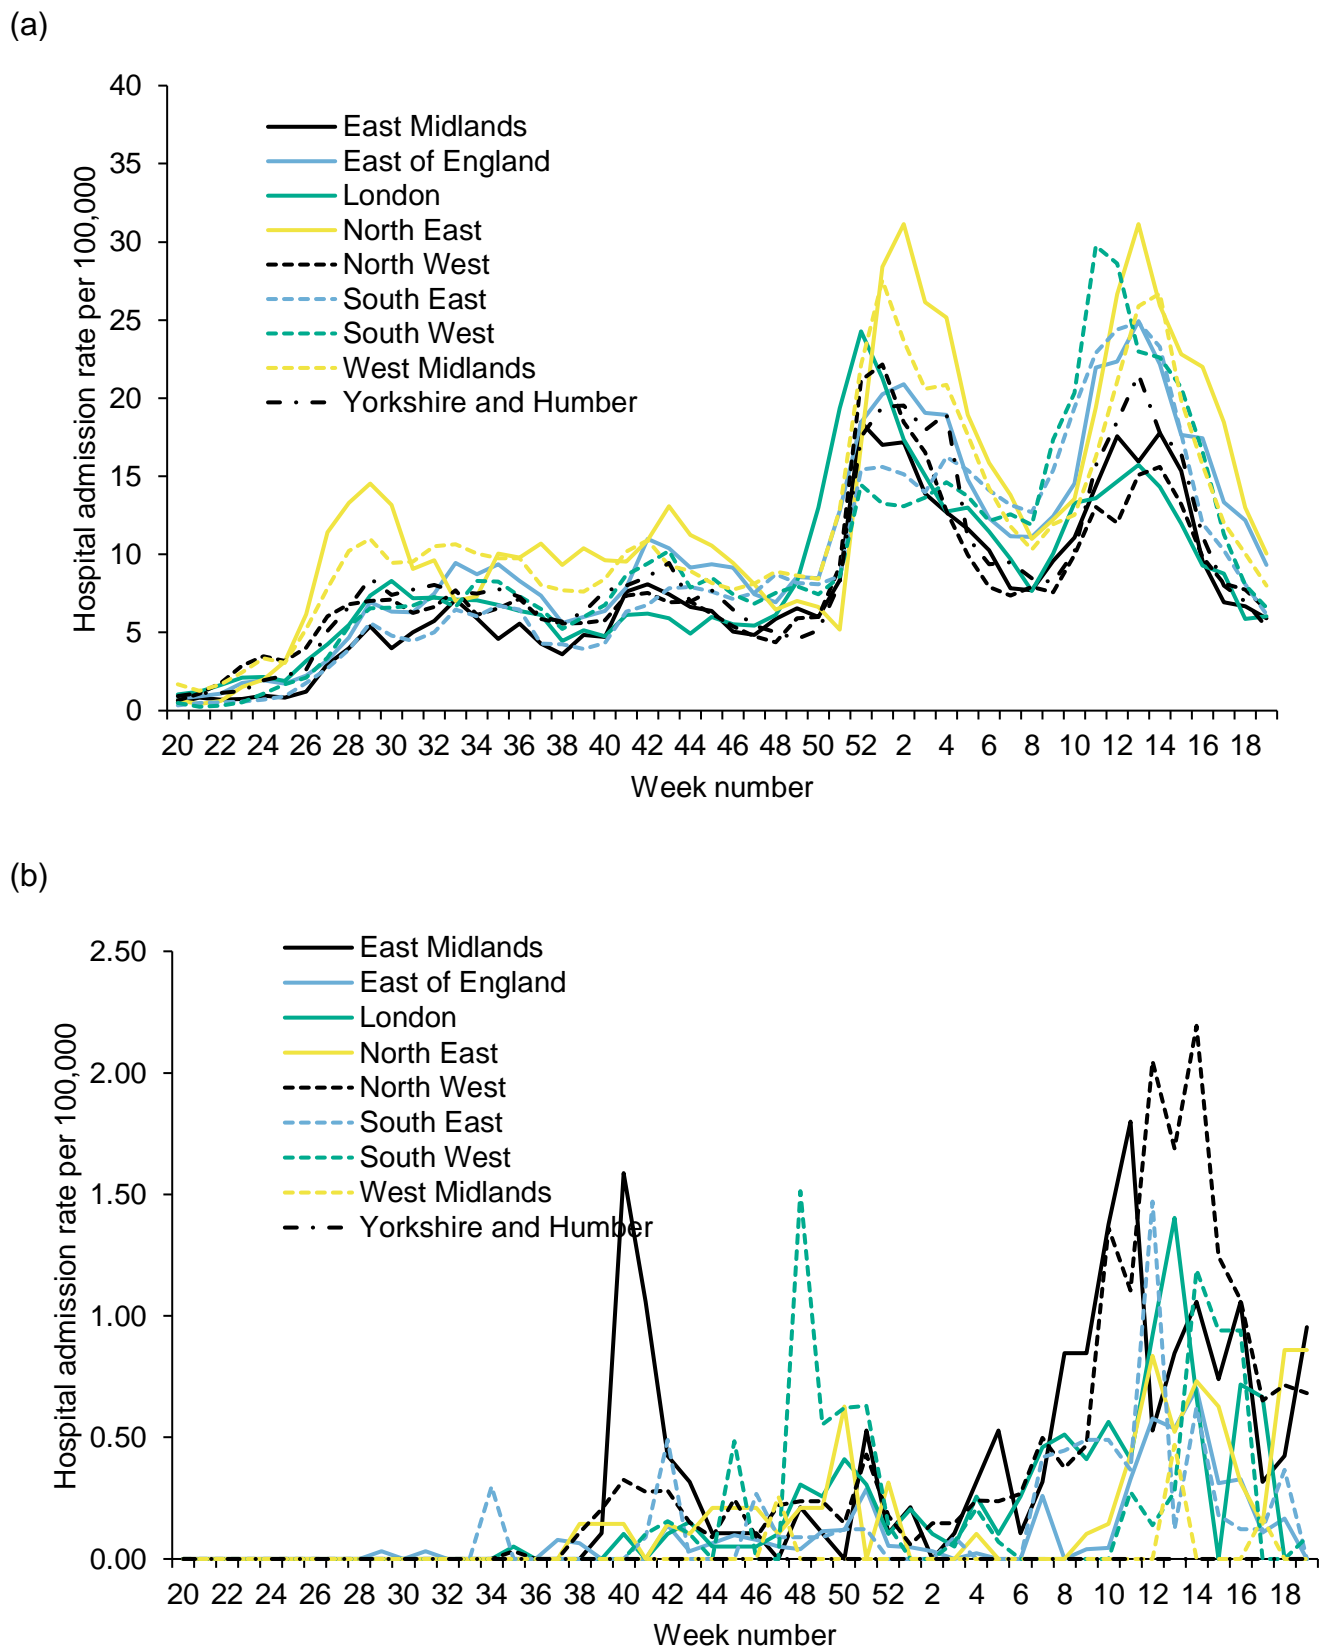 (a)
40
35
30
25
20
15
10
5
0
Hospital admission rate per 100,000
East Midlands
East of England
London
North East
North West
South East
South West
West Midlands
Yorkshire and Humber
20 22 24 26 28 30 32 34 36 38 40 42 44 46 48 50 52 2 4 6 8 10 12 14 16 18
Week number
(b)
2.50
2.00
1.50
1.00
0.50
0.00
Hospital admission rate per 100,000
East Midlands
East of England
London
North East
North West
South East
South West
West Midlands
Yorkshire and Humber
20 22 24 26 28 30 32 34 36 38 40 42 44 46 48 50 52 2 4 6 8 10 12 14 16 18
Week number